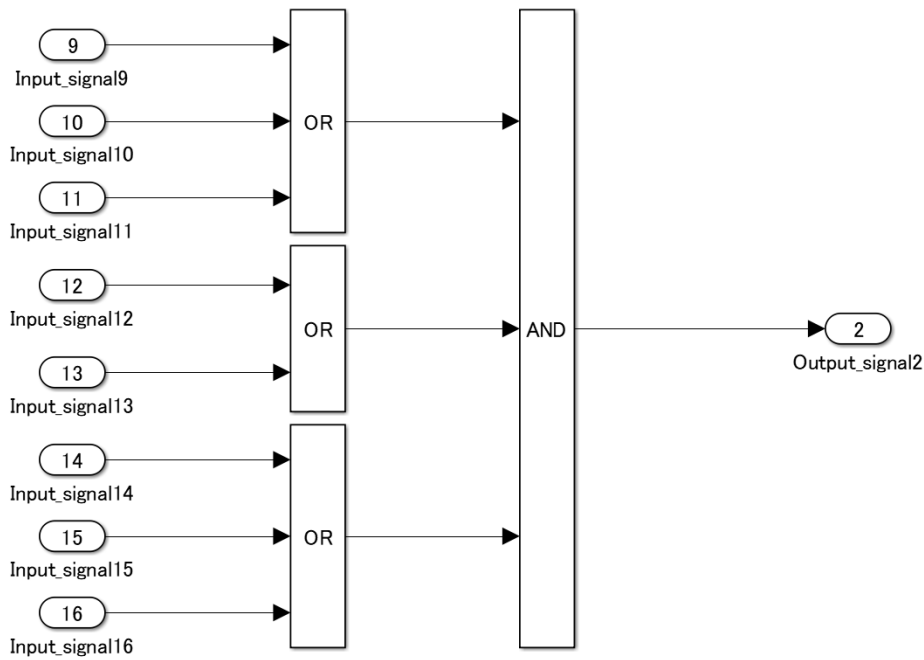 9
Input_signal9
10
Input_signal10
11
Input_signal11
OR
12
Input_signal12
13
Input_signal13
OR
14
Input_signal14
15
Input_signal15
16
Input_signal16
OR
AND
2
Output_signal2